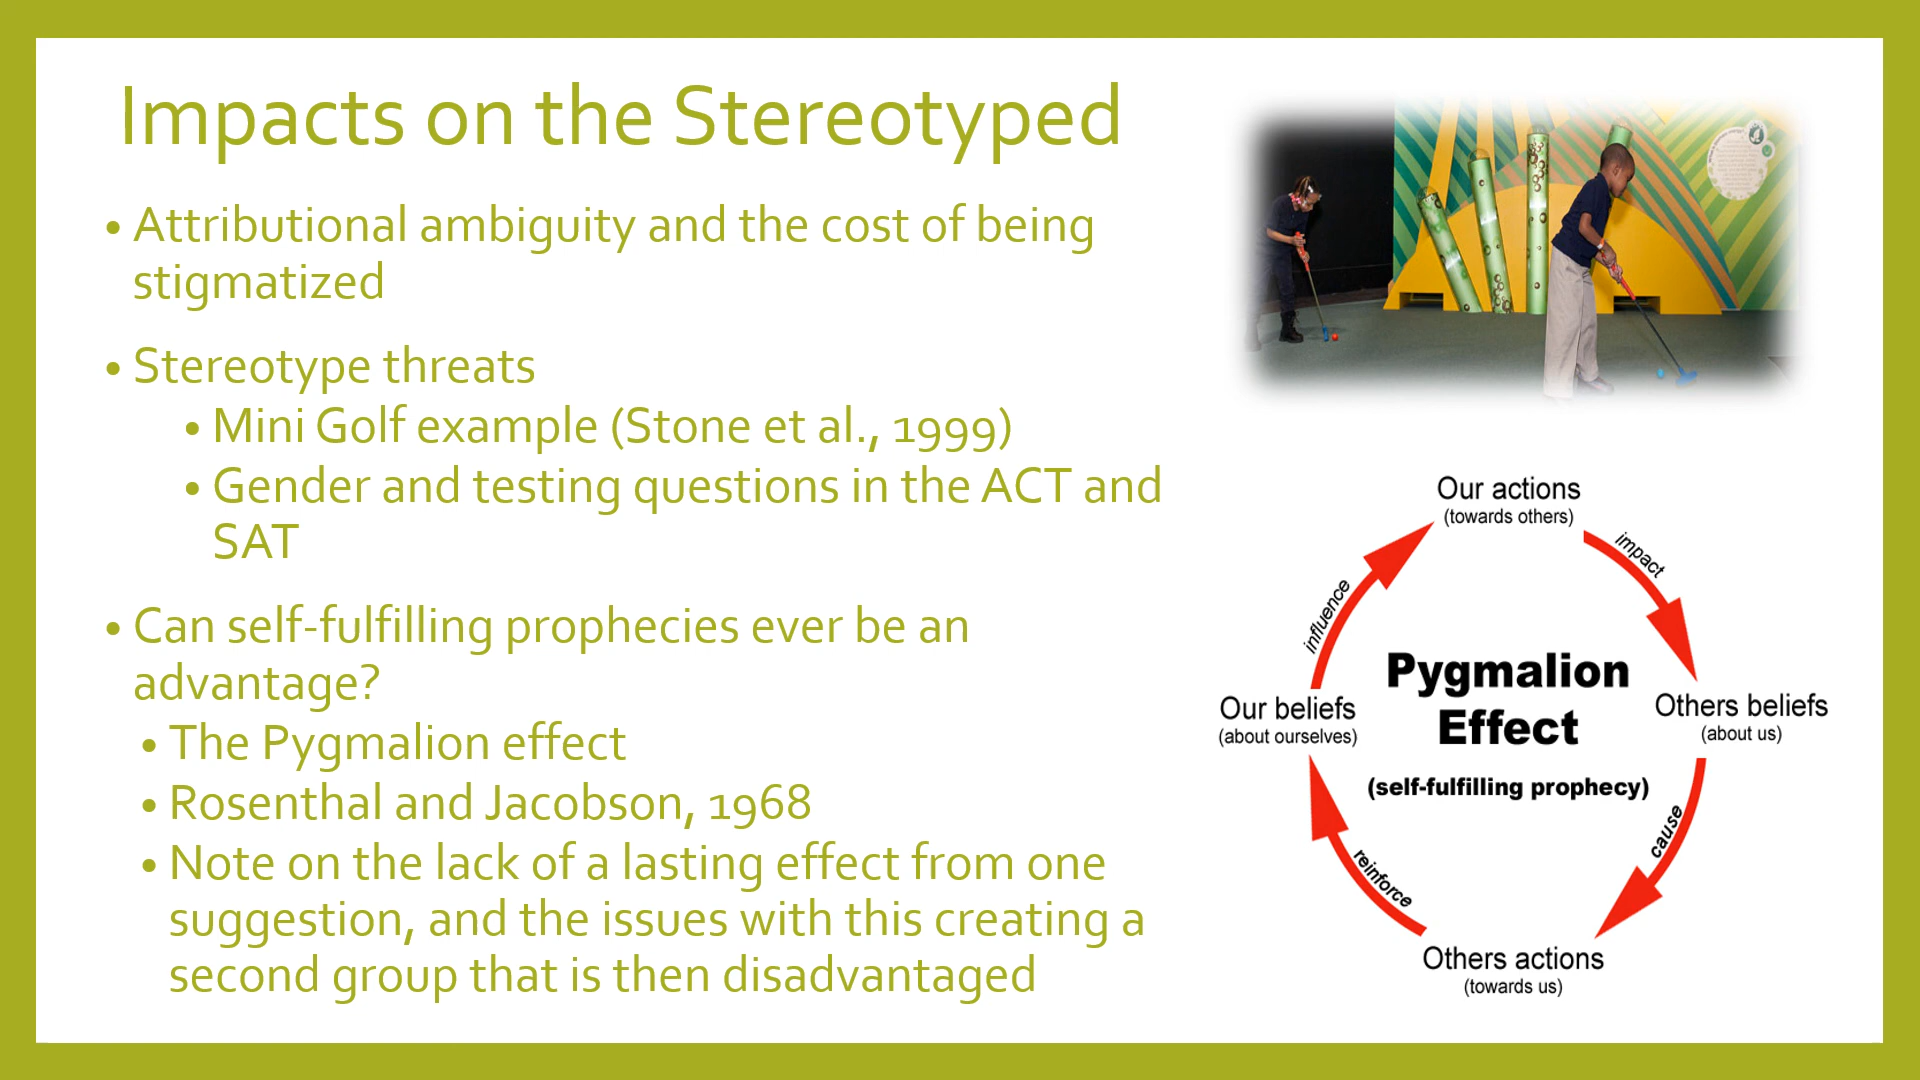 Impacts on the Stereotyped
• Attributional ambiguity and the cost of being
stigmatized
• Stereotype threats
• Mini Golf example (Stone et al., 1999)
• Gender and testing questions in the ACT and
SAT
• Can self-fulfilling prophecies ever be an
advantage?
• The Pygmalion effect
• Rosenthal and Jacobson, 1968
• Note on the lack of a lasting effect from one
suggestion, and the issues with this creating a
second group that is then disadvantaged
Our actions
(towards others)
impact
Others beliefs
(about us)
cause
Others actions
(towards us)
reinforce
Our beliefs
(about ourselves)
influence
Pygmalion
Effect
(self-fulfilling prophecy)